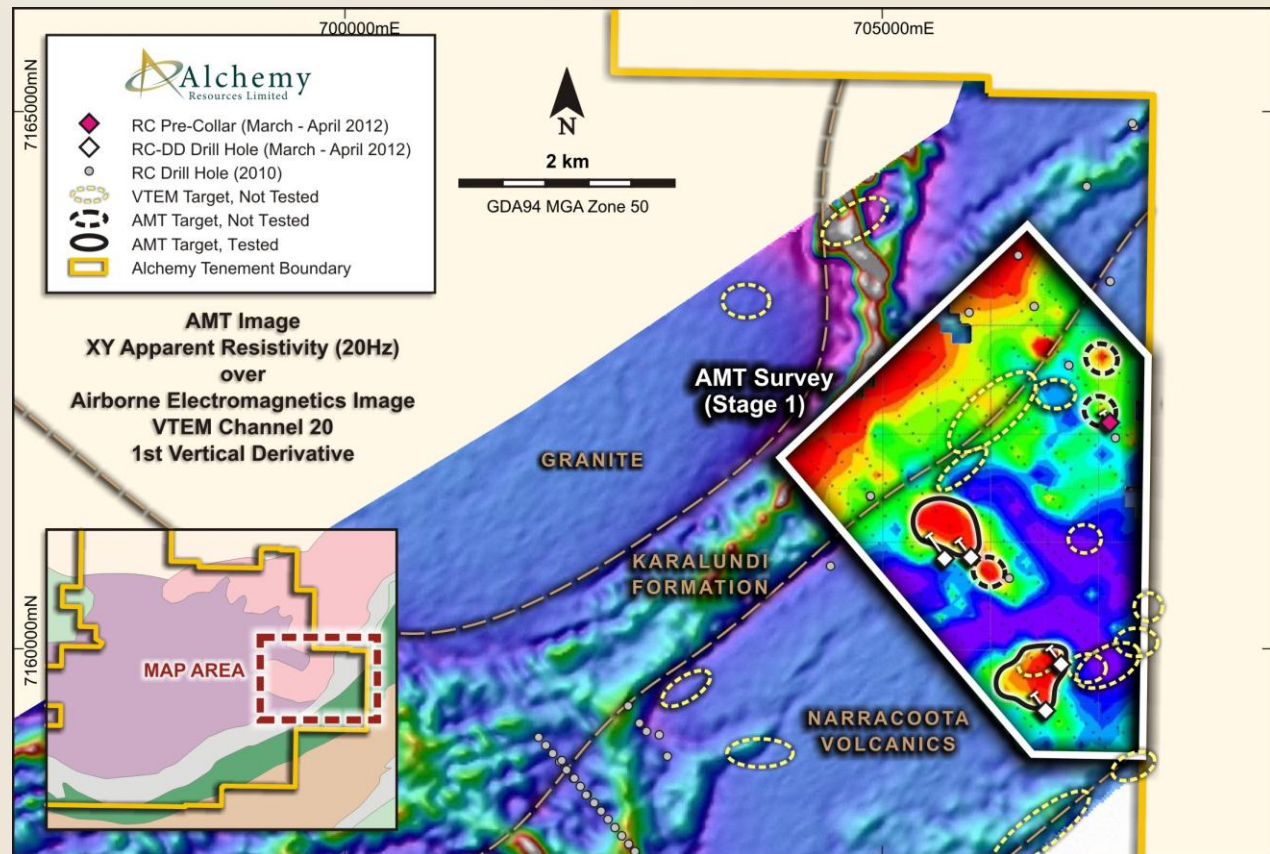 700000mE
705000mE
7165000mN
7160000mN
Alchemy
Resources Limited
RC Pre-Collar (March - April 2012)
RC-DD Drill Hole (March - April 2012)
RC Drill Hole (2010)
VTEM Target, Not Tested
AMT Target, Not Tested
AMT Target, Tested
Alchemy Tenement Boundary
N
2 km
GDA94 MGA Zone 50
AMT Image
XY Apparent Resistivity (20Hz)
over
Airborne Electromagnetics Image
VTEM Channel 20
1st Vertical Derivative
AMT Survey
(Stage 1)
GRANITE
KARALUNDI
FORMATION
NARRACOOTA
VOLCANICS
MAP AREA